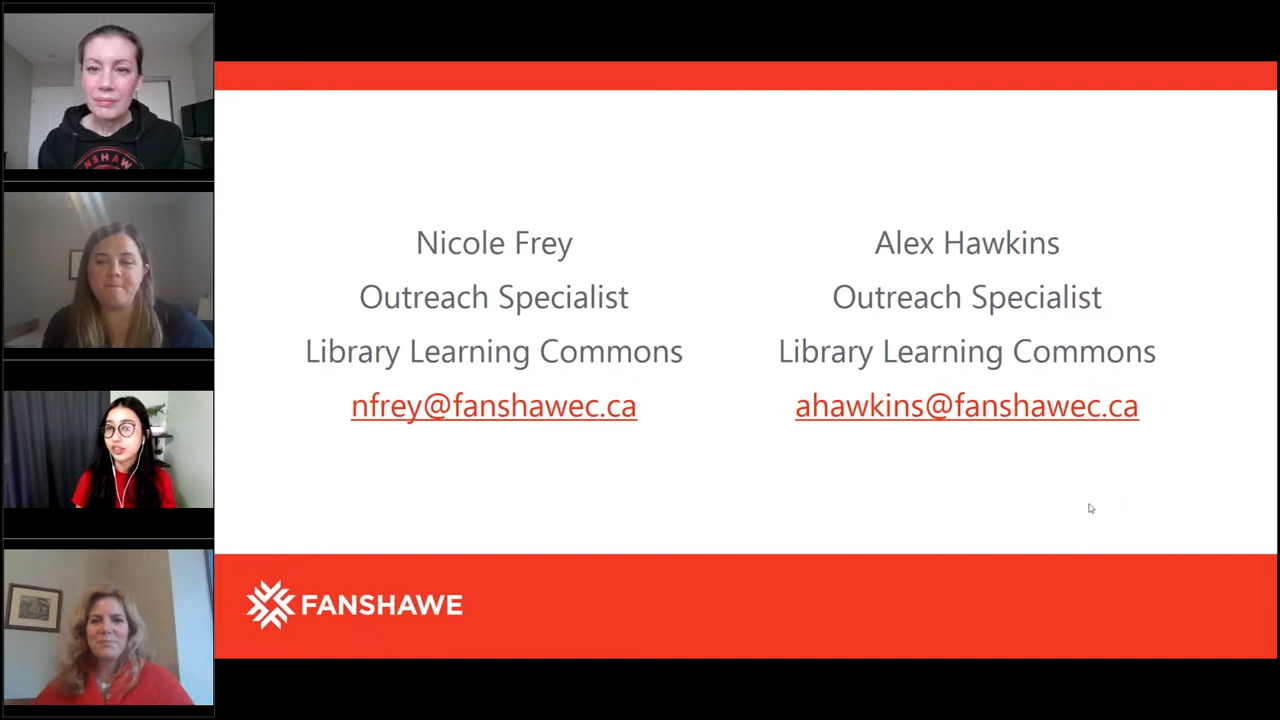 NSHAW
Nicole Frey
Outreach Specialist
Library Learning Commons
nfrey@fanshawec.ca
Alex Hawkins
Outreach Specialist
Library Learning Commons
ahawkins@fanshawec.ca
FANSHAWE